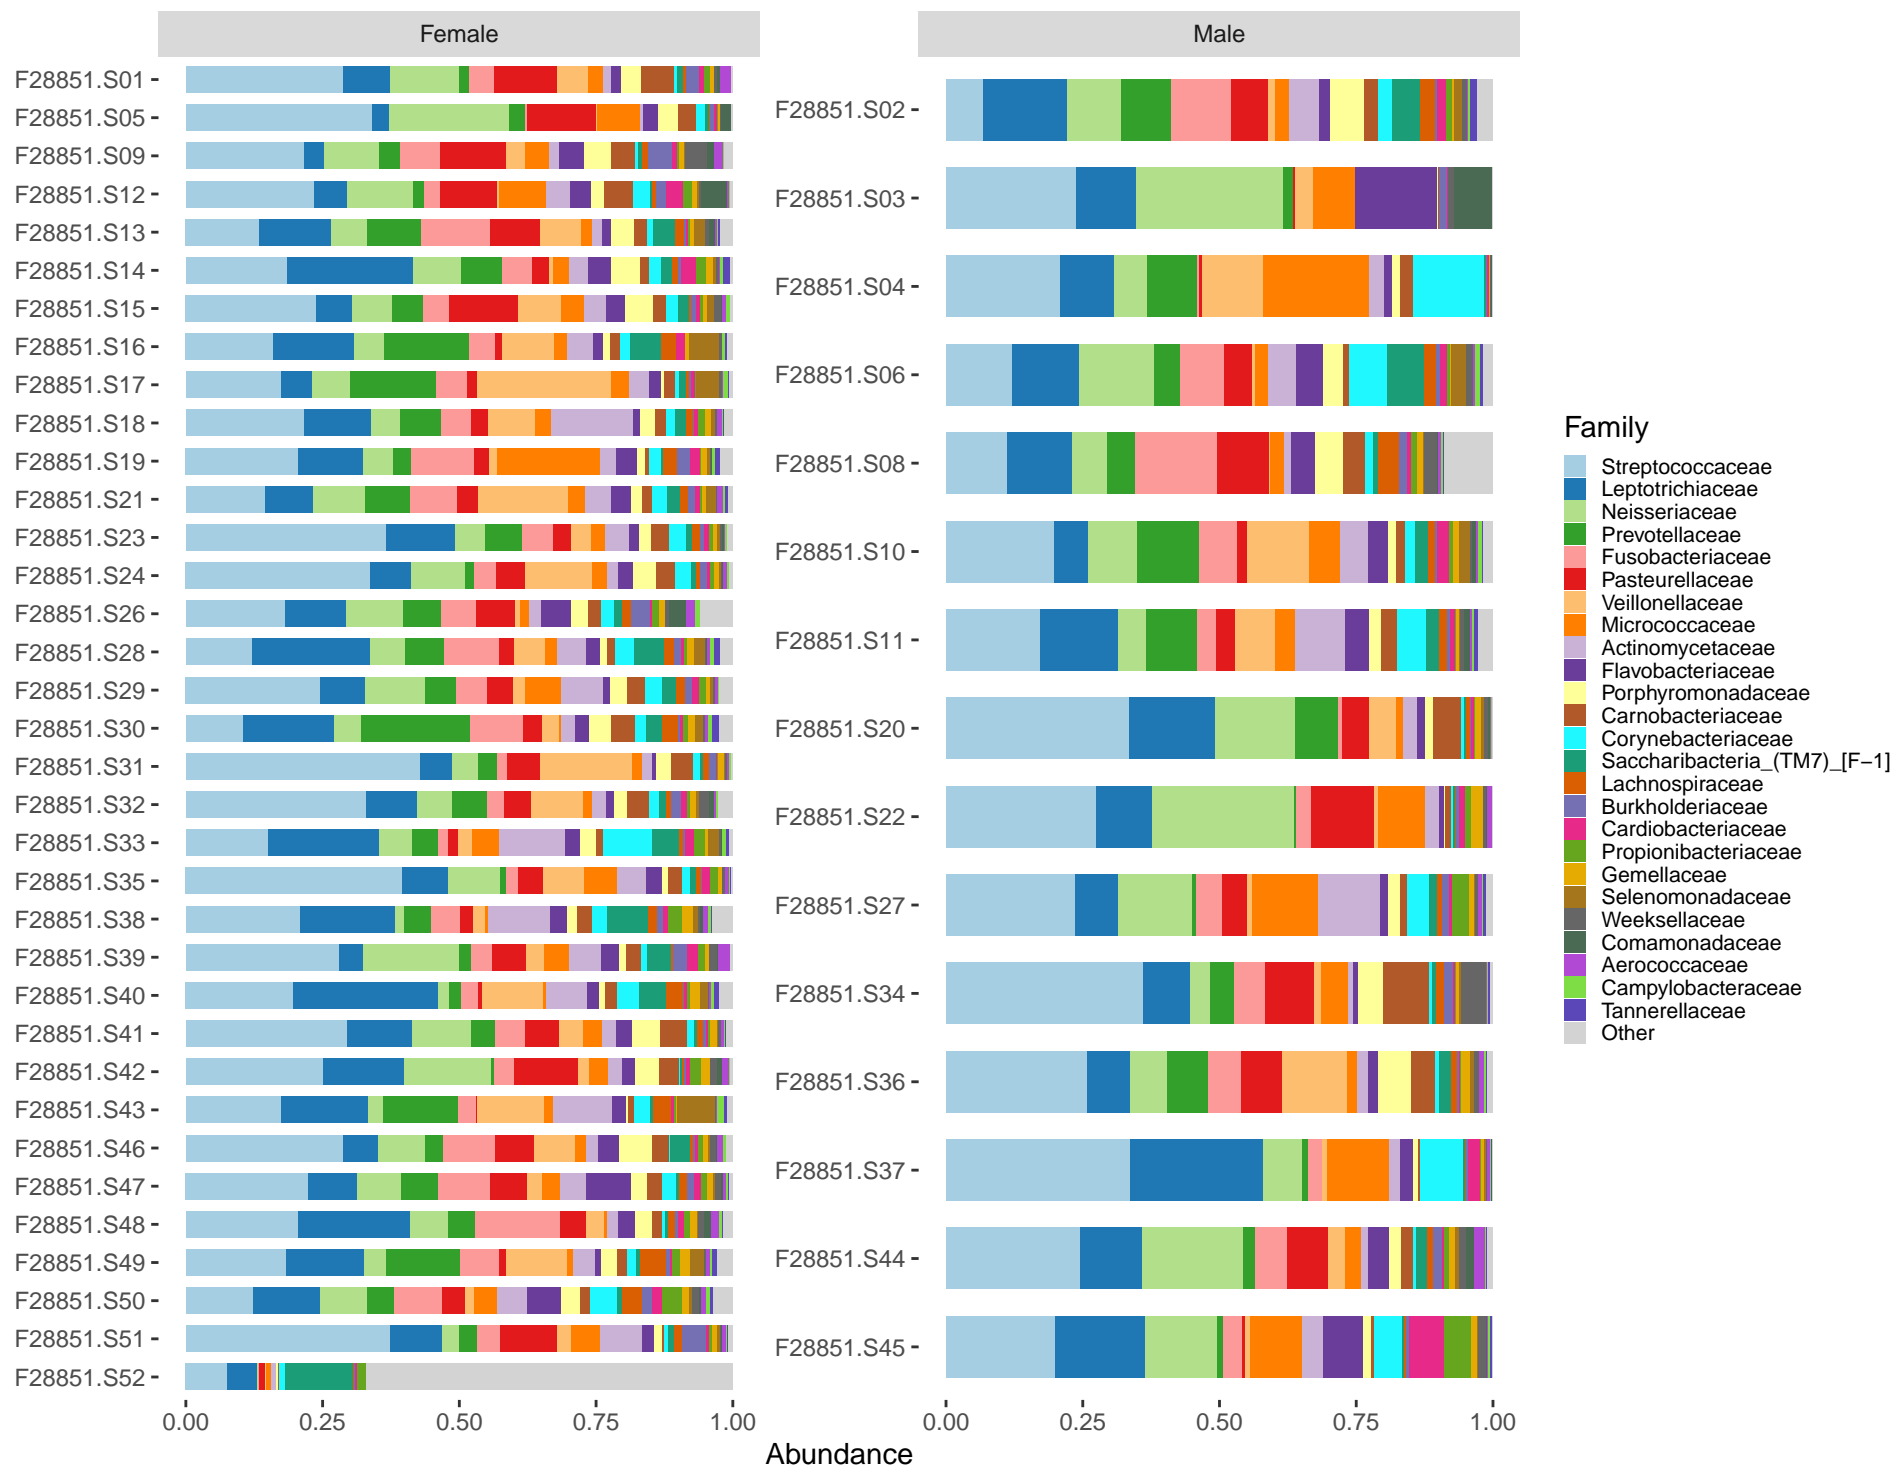 Female
Male
F28851.S01
F28851.S05
F28851.S09
F28851.S12
F28851.S13
F28851.S14
F28851.S15
F28851.S16
F28851.S17
F28851.S18
F28851.S19
F28851.S21
F28851.S23
F28851.S24
F28851.S26
F28851.S28
F28851.S29
F28851.S30
F28851.S31
F28851.S32
F28851.S33
F28851.S35
F28851.S38
F28851.S39
F28851.S40
F28851.S41
F28851.S42
F28851.S43
F28851.S46
F28851.S47
F28851.S48
F28851.S49
F28851.S50
F28851.S51
F28851.S52
0.00 0.25 0.50 0.75 1.00
F28851.S02
F28851.S03
F28851.S04
F28851.S06
F28851.S08
F28851.S10
F28851.S11
F28851.S20
F28851.S22
F28851.S27
F28851.S34
F28851.S36
F28851.S37
F28851.S44
F28851.S45
0.00 0.25 0.50 0.75 1.00
Abundance
Family
Streptococcaceae
Leptotrichiaceae
Neisseriaceae
Prevotellaceae
Fusobacteriaceae
Pasteurellaceae
Veillonellaceae
Micrococcaceae
Actinomycetaceae
Flavobacteriaceae
Porphyromonadaceae
Carnobacteriaceae
Corynebacteriaceae
Saccharibacteria_(TM7)_[F−1]
Lachnospiraceae
Burkholderiaceae
Cardiobacteriaceae
Propionibacteriaceae
Gemellaceae
Selenomonadaceae
Weeksellaceae
Comamonadaceae
Aerococcaceae
Campylobacteraceae
Tannerellaceae
Other